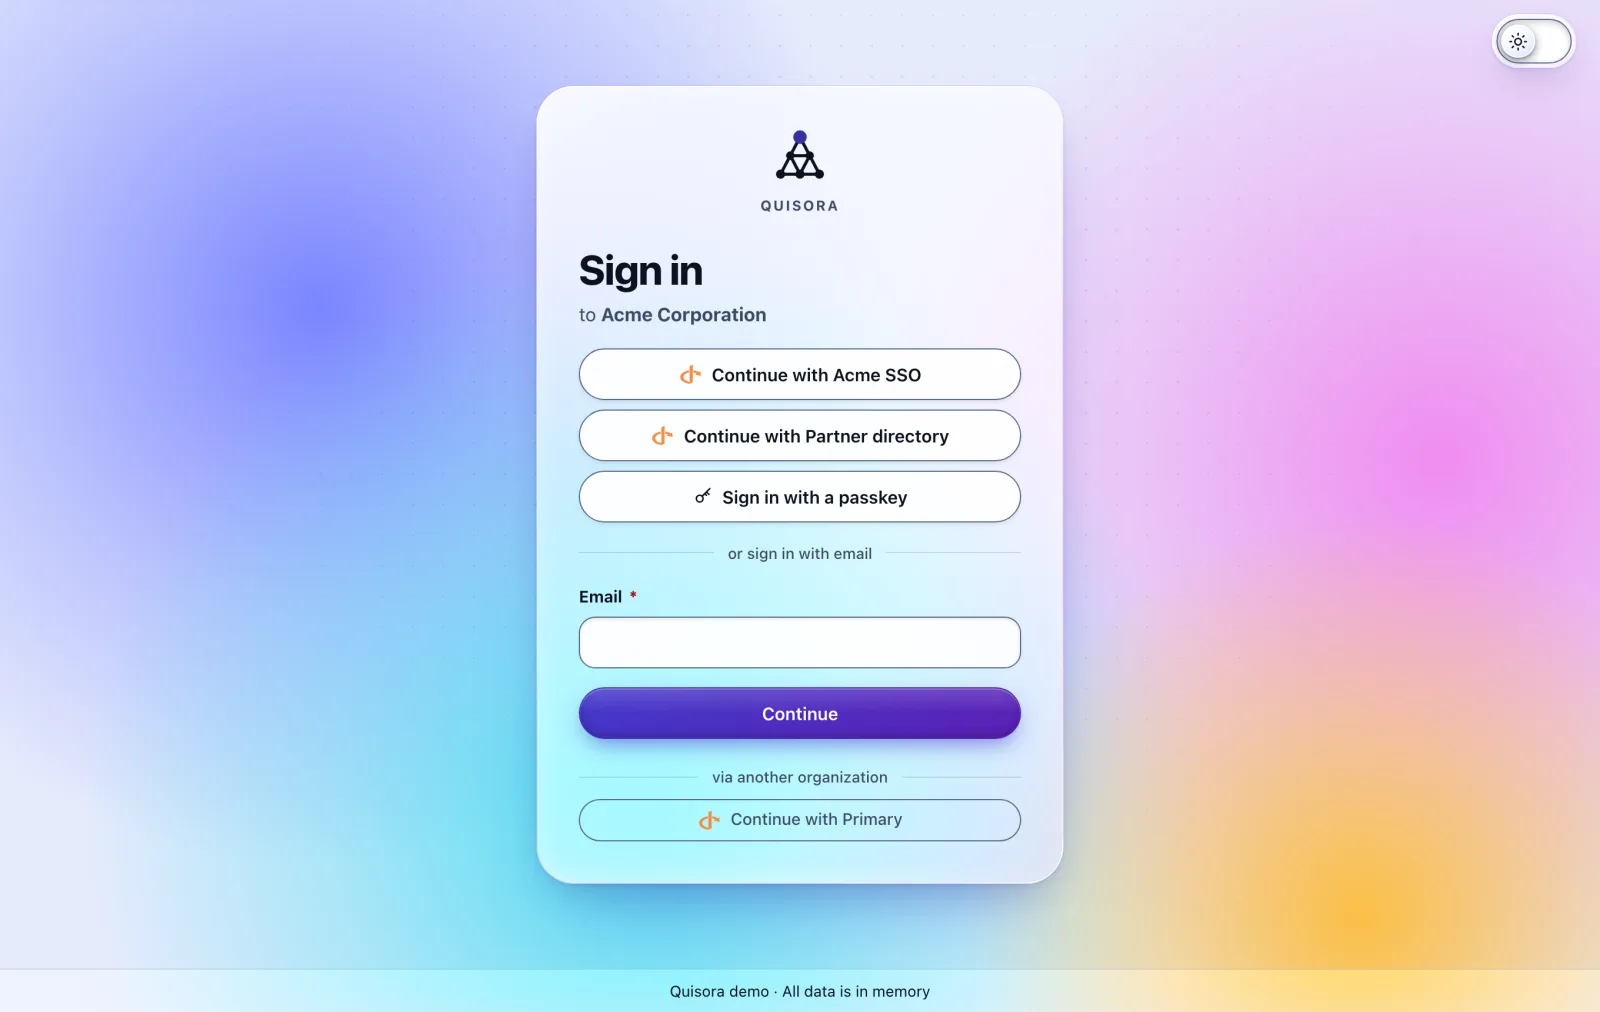 QUISORA
Sign in
to Acme Corporation
Continue with Acme SSO
Continue with Partner directory
Sign in with a passkey
or sign in with email
Email *
Continue
via another organization
Continue with Primary
Quisora demo · All data is in memory